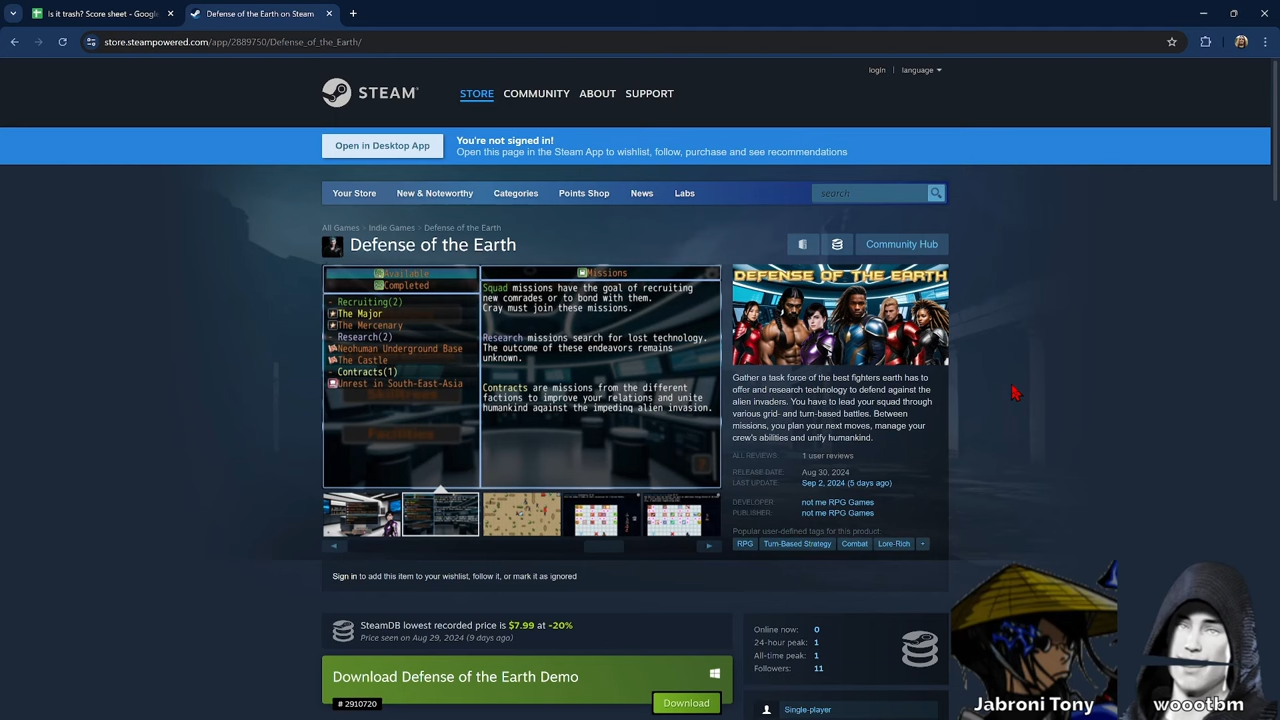 Is it trash? Score sheet - Google
Defense of the Earth on Steam
store.steampowered.com/app/2889750/Defense_of_the_Earth/
login
language
STEAM
STORE
COMMUNITY
ABOUT
SUPPORT
Open in Desktop App
You're not signed in!
Open this page in the Steam App to wishlist, follow, purchase and see recommendations
Your Store
New & Noteworthy
Categories
Points Shop
News
Labs
search
All Games > Indie Games > Defense of the Earth
Defense of the Earth
Community Hub
Available
Completed
- Recruiting(2)
The Major
The Mercenary
- Research(2)
Neohuman Underground Base
The Castle
- Contracts(1)
Unrest in South-East-Asia
Missions
Squad missions have the goal of recruiting
new comrades or to bond with them.
Cray must join these missions.
Research missions search for lost technology.
The outcome of these endeavors remains
unknown.
Contracts are missions from the different
factions to improve your relations and unite
humankind against the impeding alien invasion.
DEFENSE OF THE EARTH
Gather a task force of the best fighters earth has to
offer and research technology to defend against the
alien invaders. You have to lead your squad through
various grid- and turn-based battles. Between
missions, you plan your next moves, manage your
crew's abilities and unify humankind.
ALL REVIEWS:
1 user reviews
RELEASE DATE:
Aug 30, 2024
LAST UPDATE:
Sep 2, 2024 (5 days ago)
DEVELOPER:
not me RPG Games
PUBLISHER:
not me RPG Games
Popular user-defined tags for this product:
RPG
Turn-Based Strategy
Combat
Lore-Rich
+
Sign in to add this item to your wishlist, follow it, or mark it as ignored
SteamDB lowest recorded price is $7.99 at -20%
Price seen on Aug 29, 2024 (9 days ago)
Download Defense of the Earth Demo
# 2910720
Download
Online now: 0
24-hour peak: 1
All-time peak: 1
Followers: 11
Single-player
Jabroni Tony
woootbm